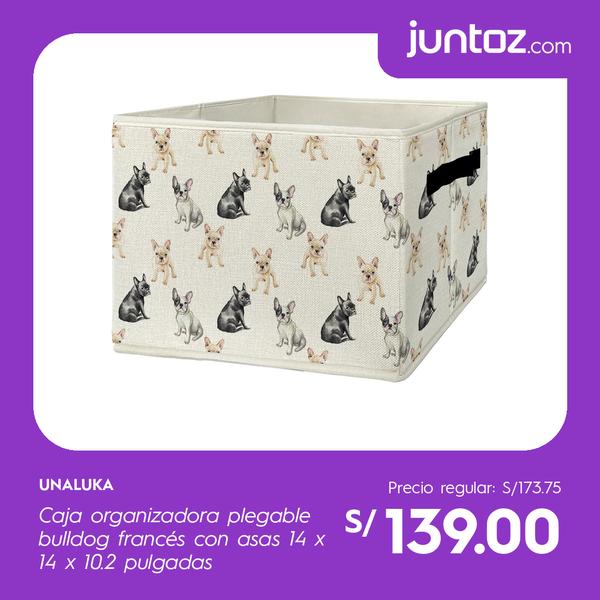 juntoz.com
UNALUKA
Caja organizadora plegable
bulldog francés con asas 14 x
14 x 10.2 pulgadas
Precio regular: S/173.75
S/139.00